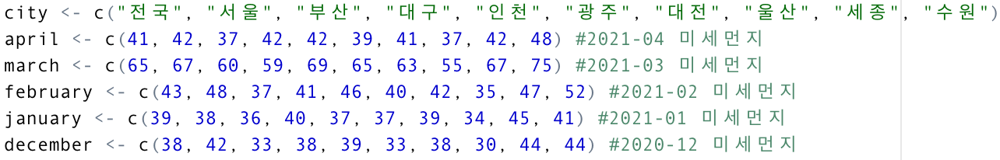 city <- c("전국", "서울", "부산", "대구", "인천", "광주", "대전", "울산", "세종", "수원")
april <- c(41, 42, 37, 42, 42, 39, 41, 37, 42, 48) #2021-04 미세먼지
march <- c(65, 67, 60, 59, 69, 65, 63, 55, 67, 75) #2021-03 미세먼지
february <- c(43, 48, 37, 41, 46, 40, 42, 35, 47, 52) #2021-02 미세먼지
january <- c(39, 38, 36, 40, 37, 37, 39, 34, 45, 41) #2021-01 미세먼지
december <- c(38, 42, 33, 38, 39, 33, 38, 30, 44, 44) #2020-12 미세먼지